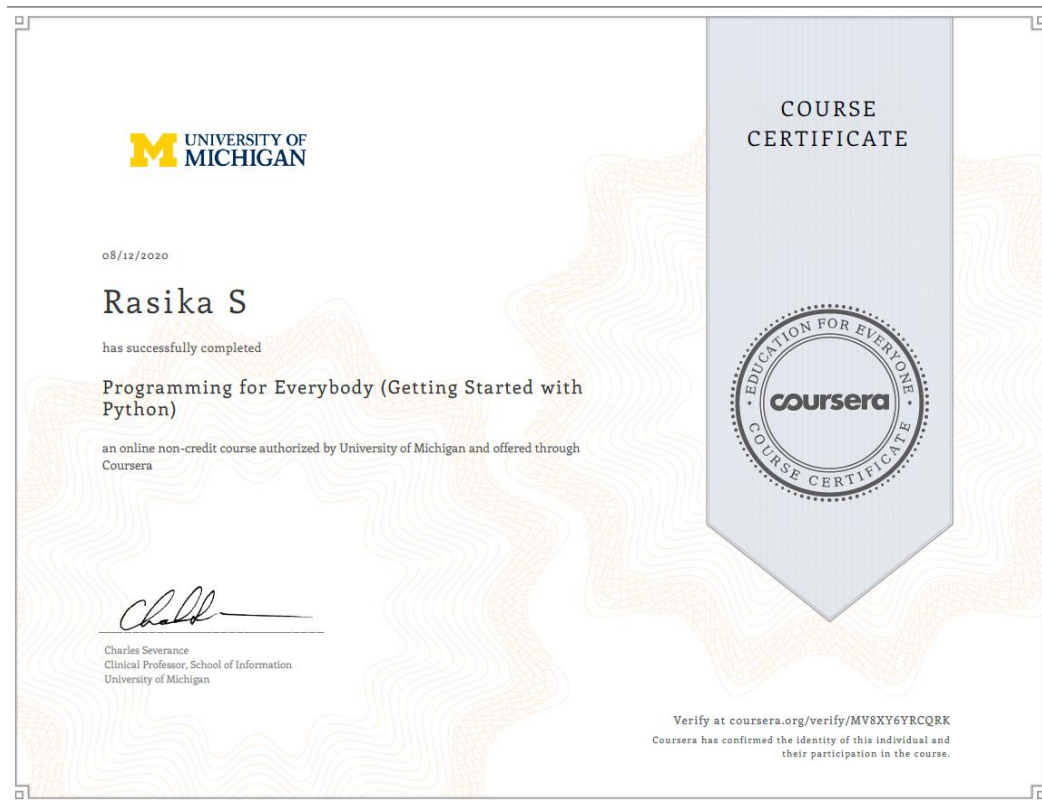 UNIVERSITY OF
MICHIGAN
08/12/2020
Rasika S
has successfully completed
Programming for Everybody (Getting Started with
Python)
an online non-credit course authorized by University of Michigan and offered through
Coursera
Charles Severance
Clinical Professor, School of Information
University of Michigan
COURSE
CERTIFICATE
EDUCATION FOR EVERYONE
coursera
COURSE CERTIFICATE
Verify at coursera.org/verify/MV8XY6YRCQRK
Coursera has confirmed the identity of this individual and
their participation in the course.